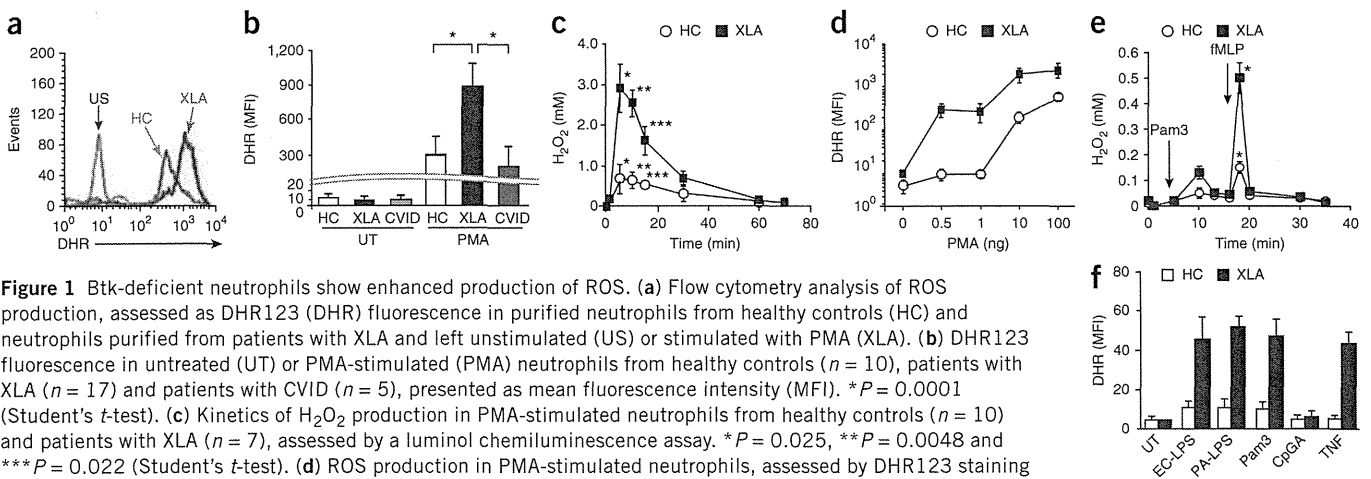 a
200
160
120
80
40
0
Events
US
HC
XLA
10⁰ 10¹ 10² 10³ 10⁴
DHR
b
*
*
1,200
900
600
300
20
10
0
DHR (MFI)
HC XLA CVID HC XLA CVID
UT PMA
c
HC XLA
4.0
3.0
2.0
1.0
0
H₂O₂ (mM)
*
**
***
*
**
***
0 20 40 60 80
Time (min)
d
HC XLA
10⁴
10³
10²
10¹
10⁰
DHR (MFI)
0 0.5 1 10 100
PMA (ng)
e
HC XLA
fMLP
0.6
0.5
0.3
0.2
0.1
0
H₂O₂ (mM)
Pam3
*
*
0 10 20 30 40
Time (min)
Figure 1 Btk-deficient neutrophils show enhanced production of ROS. (a) Flow cytometry analysis of ROS
production, assessed as DHR123 (DHR) fluorescence in purified neutrophils from healthy controls (HC) and
neutrophils purified from patients with XLA and left unstimulated (US) or stimulated with PMA (XLA). (b) DHR123
fluorescence in untreated (UT) or PMA-stimulated (PMA) neutrophils from healthy controls (n = 10), patients with
XLA (n = 17) and patients with CVID (n = 5), presented as mean fluorescence intensity (MFI). *P = 0.0001
(Student's t-test). (c) Kinetics of H₂O₂ production in PMA-stimulated neutrophils from healthy controls (n = 10)
and patients with XLA (n = 7), assessed by a luminol chemiluminescence assay. *P = 0.025, **P = 0.0048 and
***P = 0.022 (Student's t-test). (d) ROS production in PMA-stimulated neutrophils, assessed by DHR123 staining
f
HC XLA
80
60
40
20
0
DHR (MFI)
UT EC-LPS PA-LPS Pam3 CpGA TNF